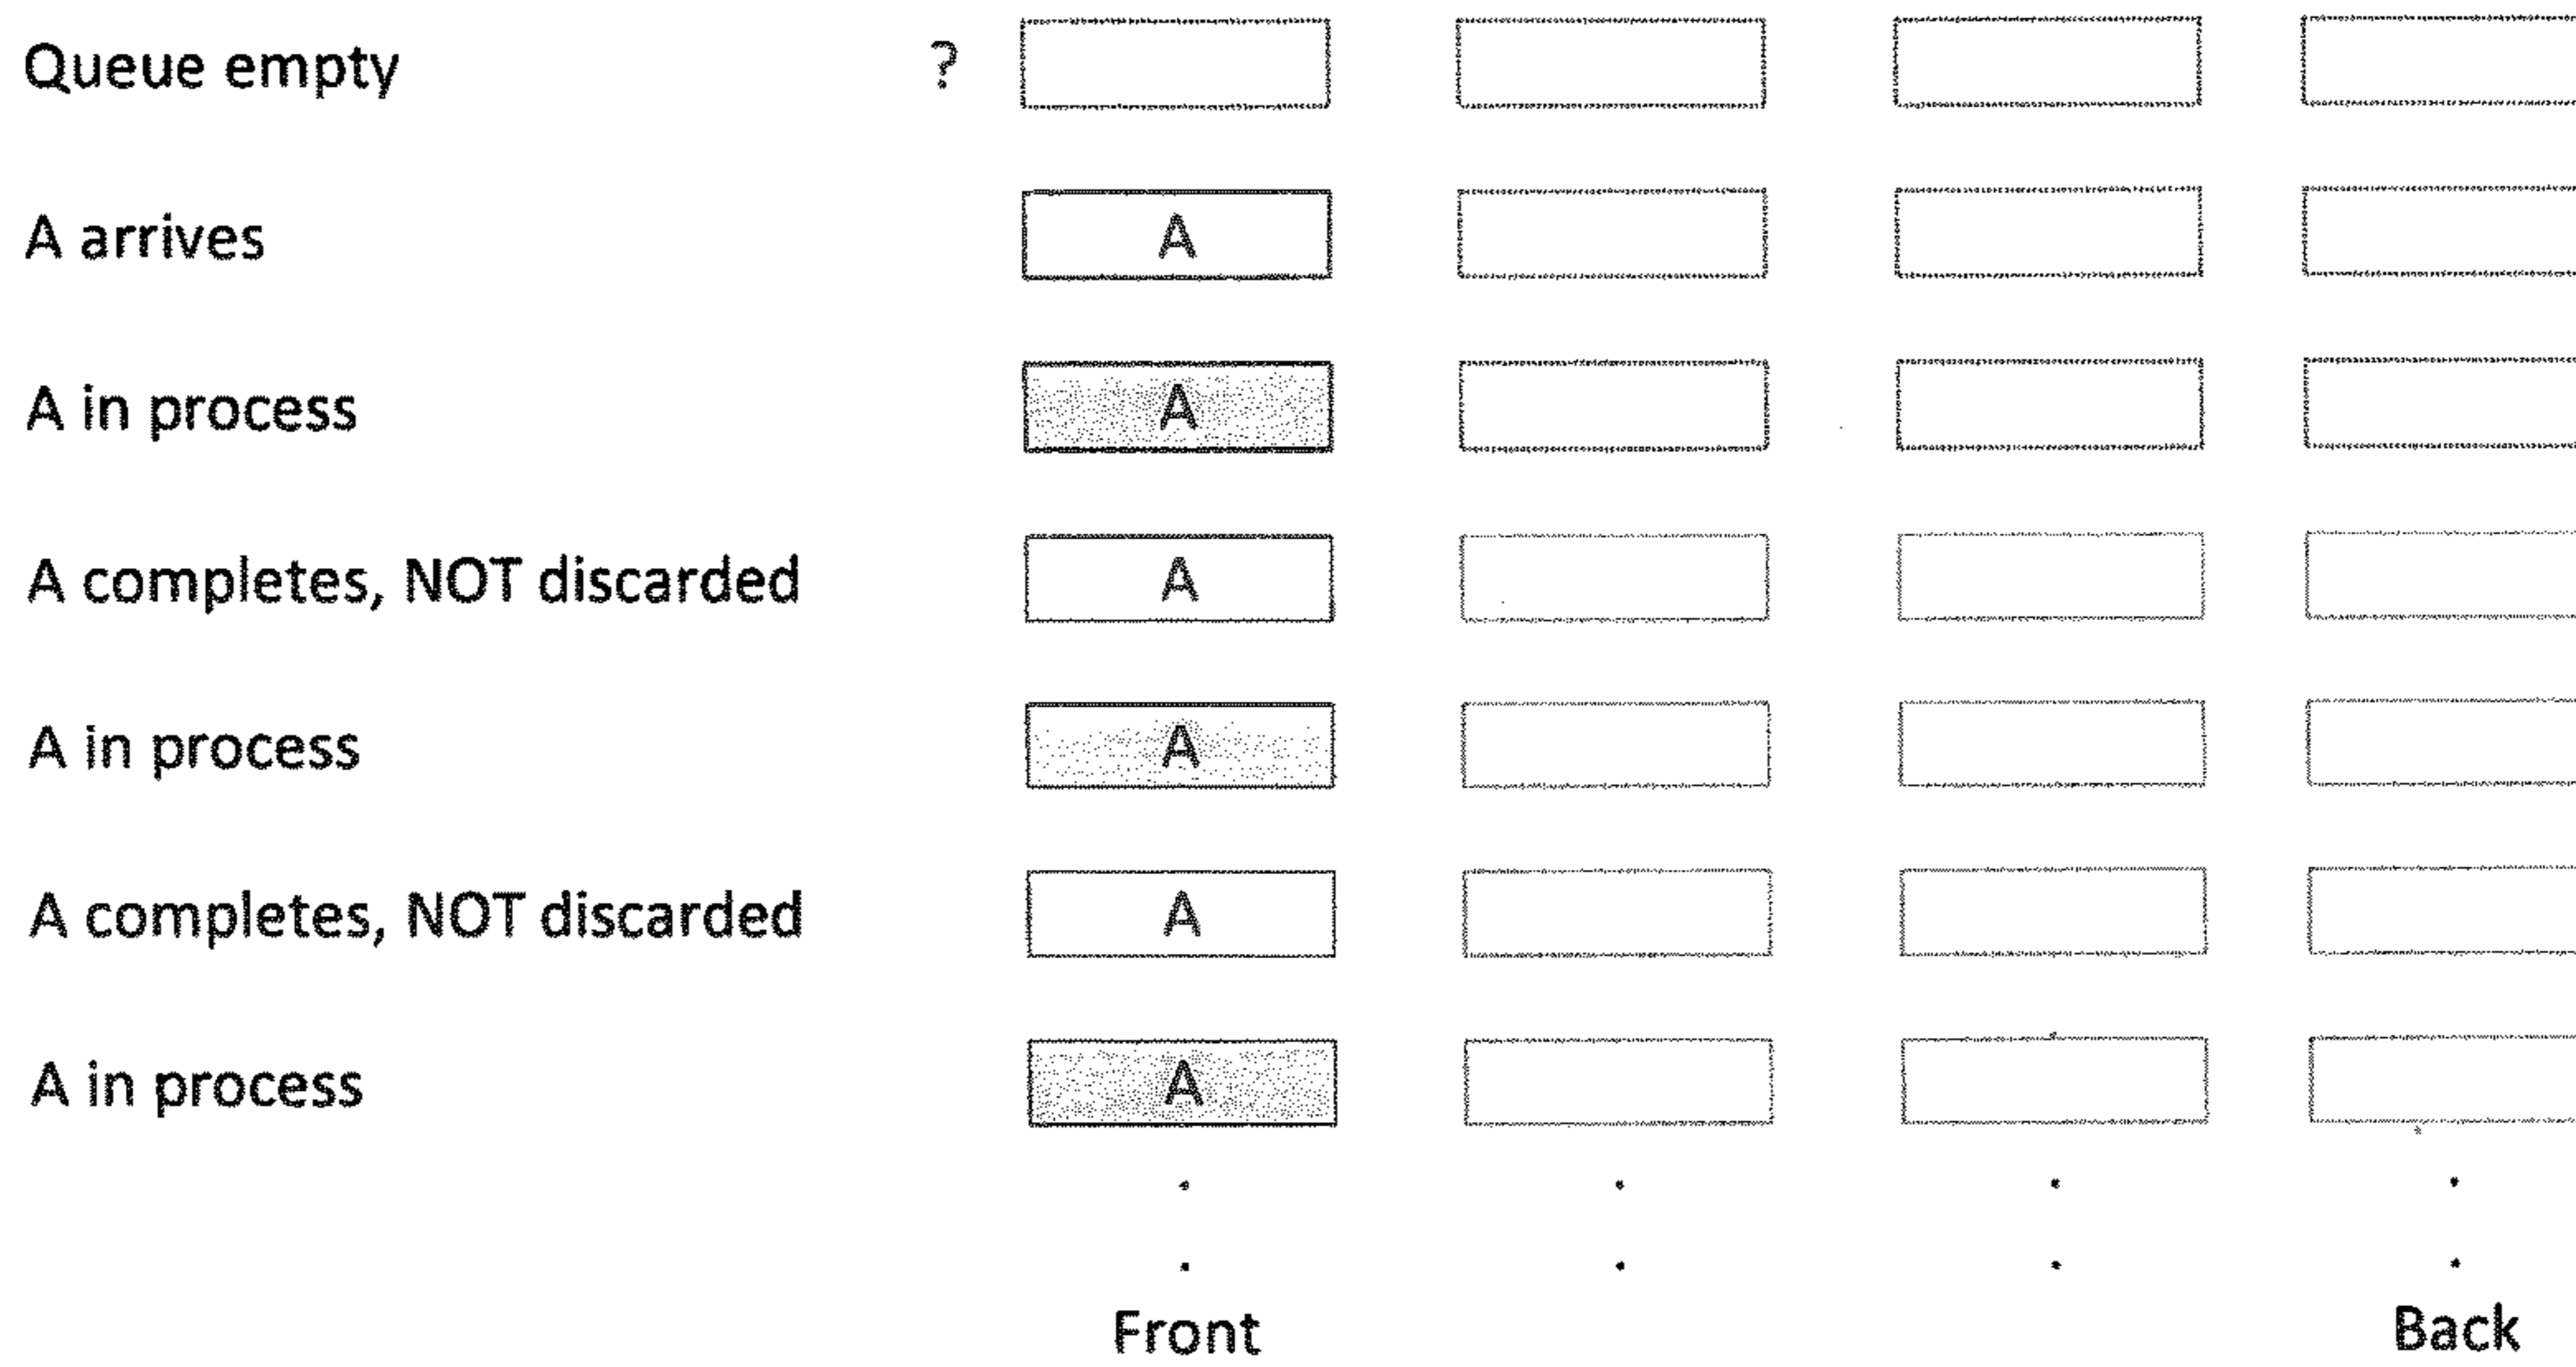 Queue empty ?
A arrives A
A in process A
A completes, NOT discarded A
A in process A
A completes, NOT discarded A
A in process A
Front Back